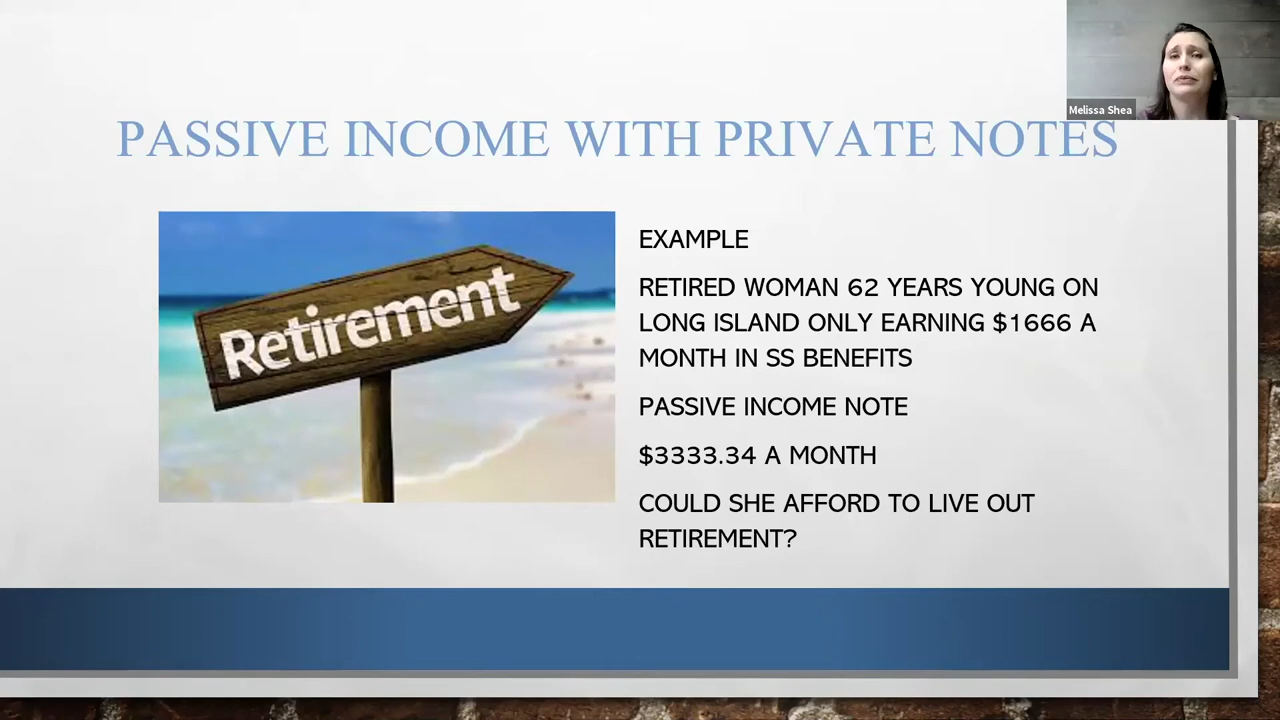 Melissa Shea
PASSIVE INCOME WITH PRIVATE NOTES
Retirement
EXAMPLE
RETIRED WOMAN 62 YEARS YOUNG ON
LONG ISLAND ONLY EARNING $1666 A
MONTH IN SS BENEFITS
PASSIVE INCOME NOTE
$3333.34 A MONTH
COULD SHE AFFORD TO LIVE OUT
RETIREMENT?